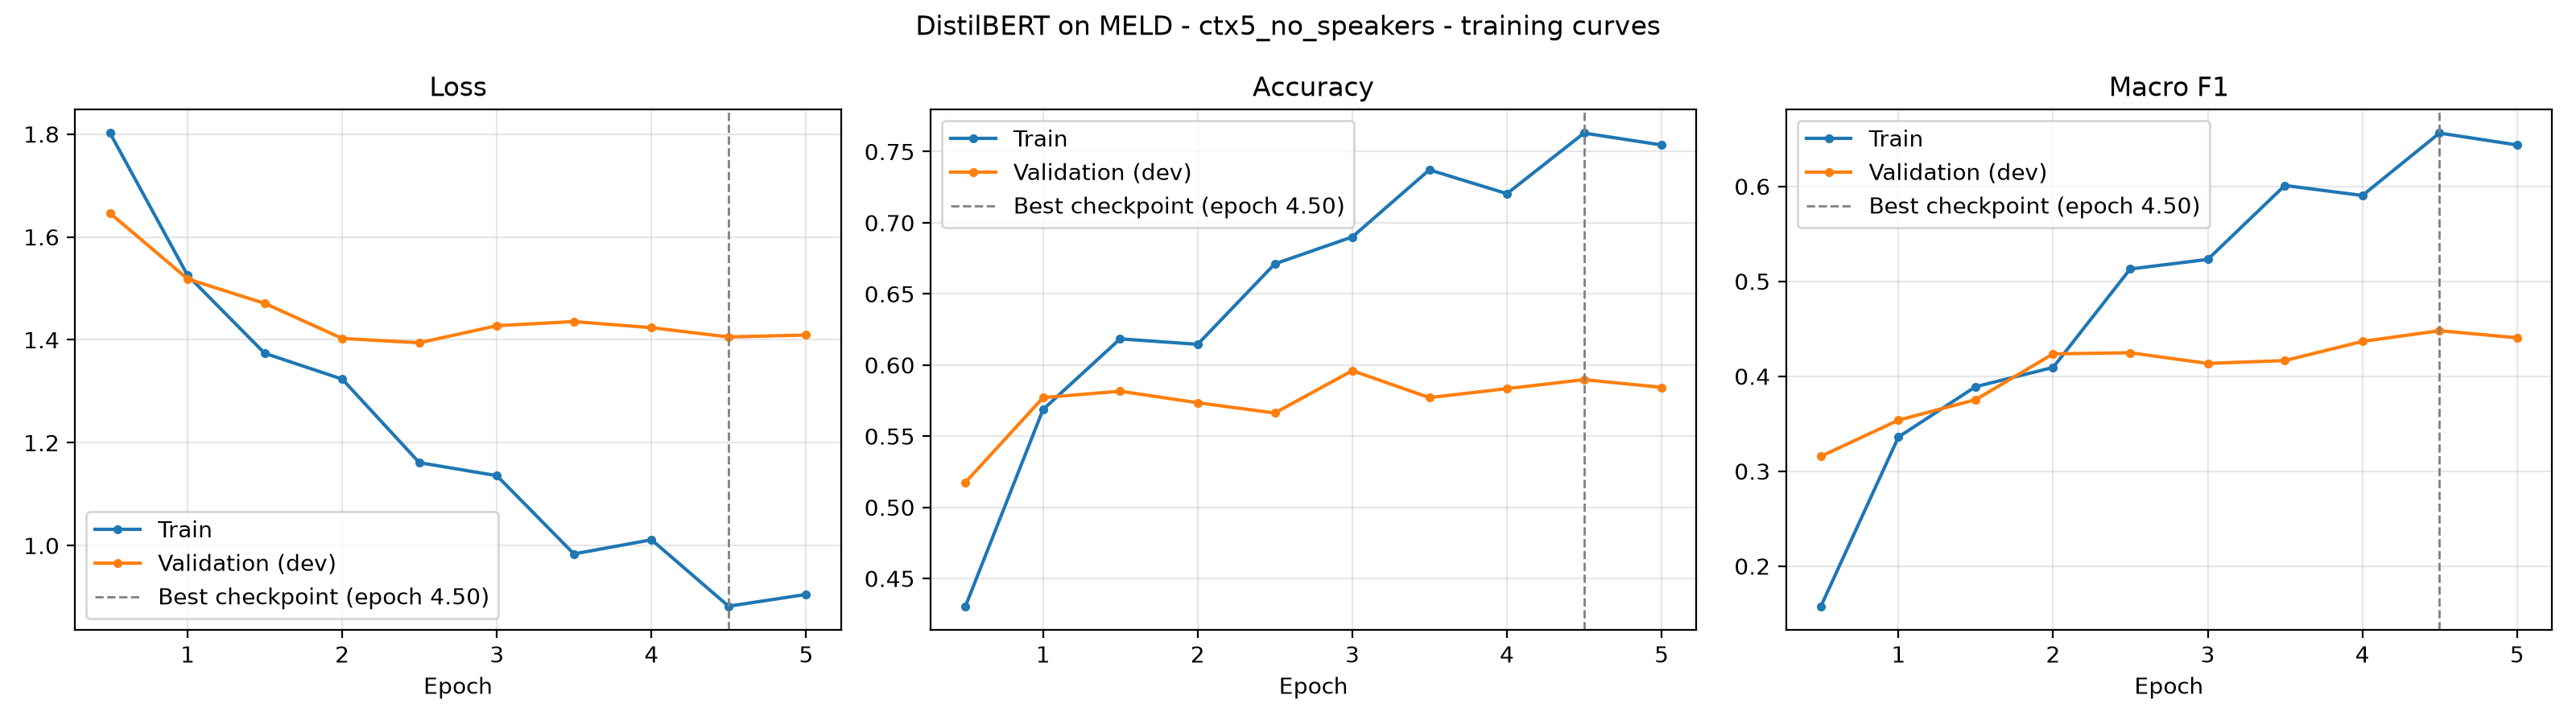 DistilBERT on MELD - ctx5_no_speakers - training curves
Loss
1.8
1.6
1.4
1.2
1.0
Train
Validation (dev)
Best checkpoint (epoch 4.50)
1 2 3 4 5
Epoch
Accuracy
0.75
0.70
0.65
0.60
0.55
0.50
0.45
Train
Validation (dev)
Best checkpoint (epoch 4.50)
1 2 3 4 5
Epoch
Macro F1
0.6
0.5
0.4
0.3
0.2
Train
Validation (dev)
Best checkpoint (epoch 4.50)
1 2 3 4 5
Epoch